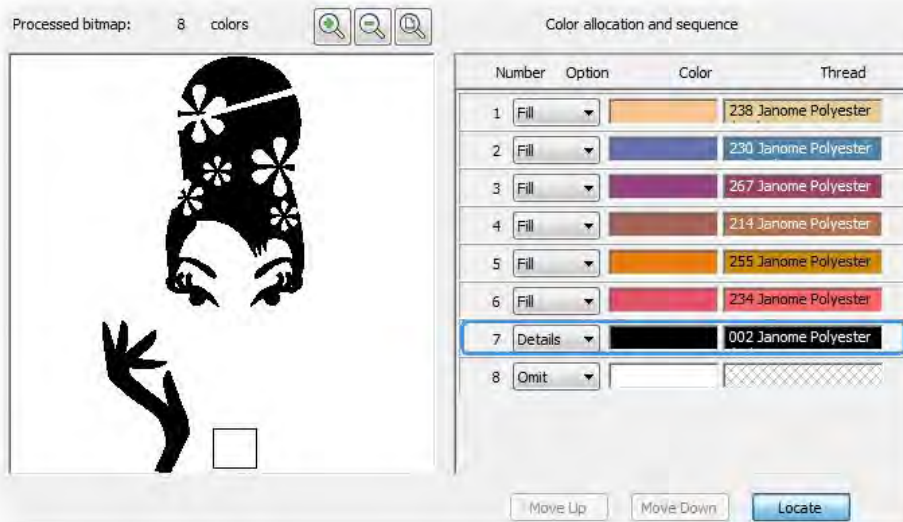 Processed bitmap: 8 colors
Color allocation and sequence
Number Option Color Thread
1 Fill 238 Janome Polyester
2 Fill 230 Janome Polyester
3 Fill 267 Janome Polyester
4 Fill 214 Janome Polyester
5 Fill 255 Janome Polyester
6 Fill 234 Janome Polyester
7 Details 002 Janome Polyester
8 Omit
Move Up Move Down Locate